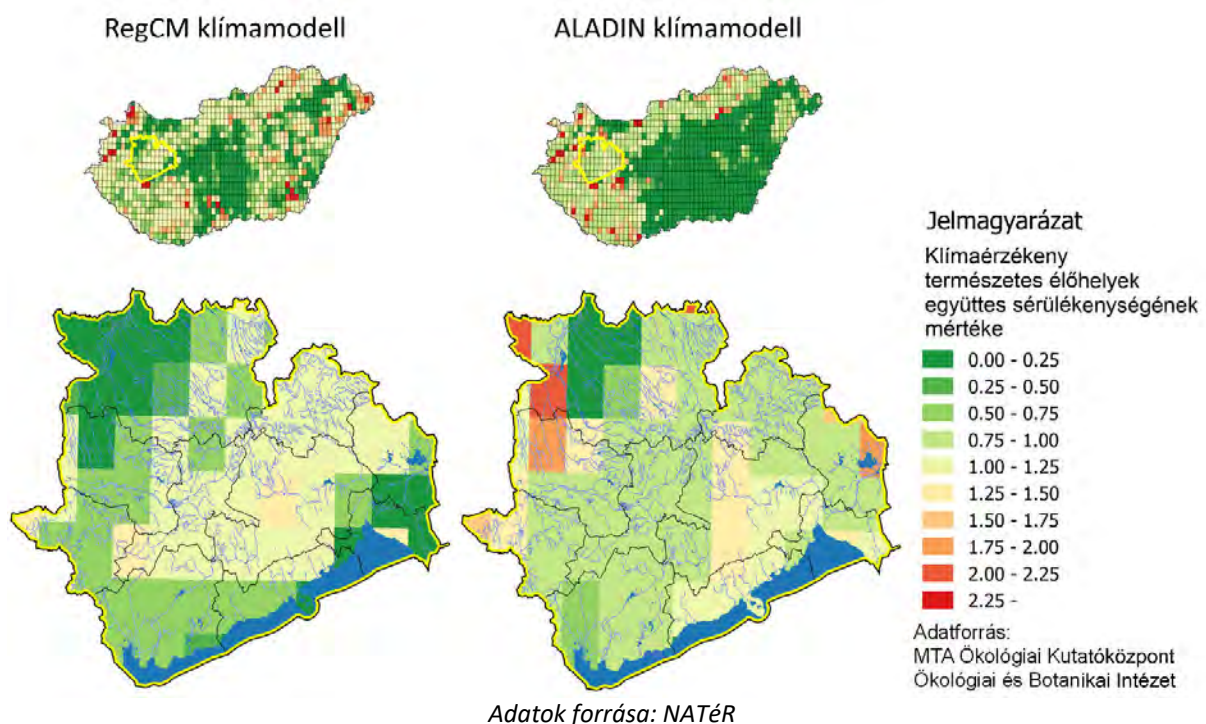 RegCM klímamodell
ALADIN klímamodell
Jelmagyarázat
Klímaérzékeny
természetes élőhelyek
együttes sérülékenységének
mértéke
0.00 - 0.25
0.25 - 0.50
0.50 - 0.75
0.75 - 1.00
1.00 - 1.25
1.25 - 1.50
1.50 - 1.75
1.75 - 2.00
2.00 - 2.25
2.25 -
Adatforrás:
MTA Ökológiai Kutatóközpont
Ökológiai és Botanikai Intézet
Adatok forrása: NATéR